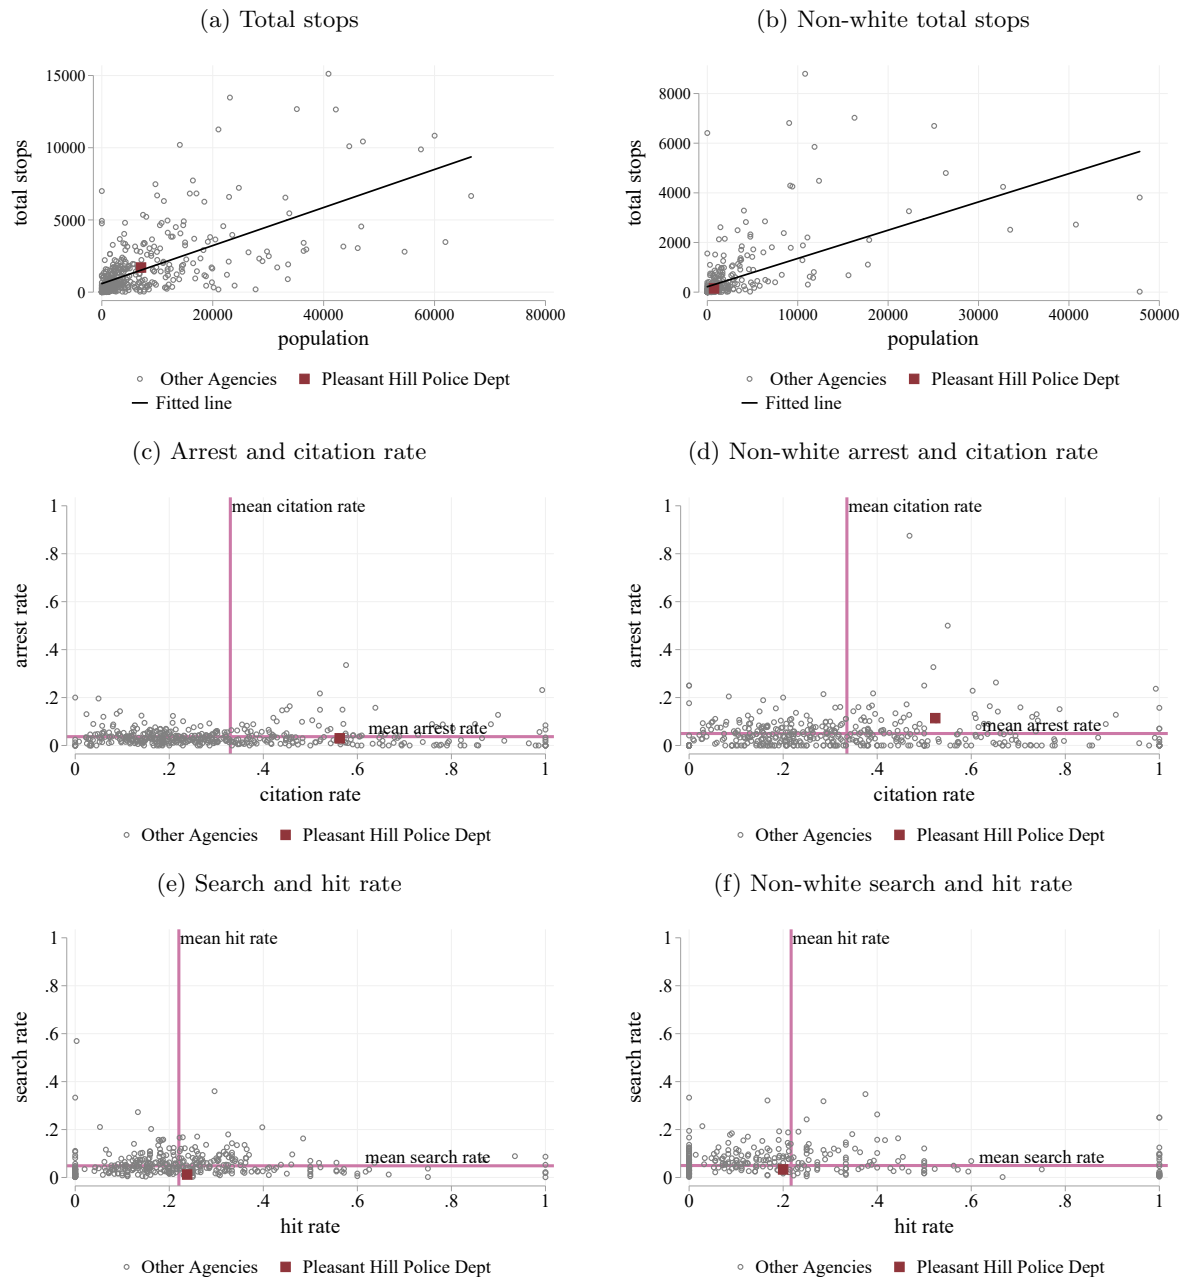 (a) Total stops
(b) Non-white total stops
total stops
15000
10000
5000
0
0 20000 40000 60000 80000
population
Other Agencies Pleasant Hill Police Dept
Fitted line
total stops
8000
6000
4000
2000
0
0 10000 20000 30000 40000 50000
population
Other Agencies Pleasant Hill Police Dept
Fitted line
(c) Arrest and citation rate
(d) Non-white arrest and citation rate
arrest rate
1
.8
.6
.4
.2
0
mean citation rate
mean arrest rate
0 .2 .4 .6 .8 1
citation rate
Other Agencies Pleasant Hill Police Dept
arrest rate
1
.8
.6
.4
.2
0
mean citation rate
mean arrest rate
0 .2 .4 .6 .8 1
citation rate
Other Agencies Pleasant Hill Police Dept
(e) Search and hit rate
(f) Non-white search and hit rate
search rate
1
.8
.6
.4
.2
0
mean hit rate
mean search rate
0 .2 .4 .6 .8 1
hit rate
Other Agencies Pleasant Hill Police Dept
search rate
1
.8
.6
.4
.2
0
mean hit rate
mean search rate
0 .2 .4 .6 .8 1
hit rate
Other Agencies Pleasant Hill Police Dept